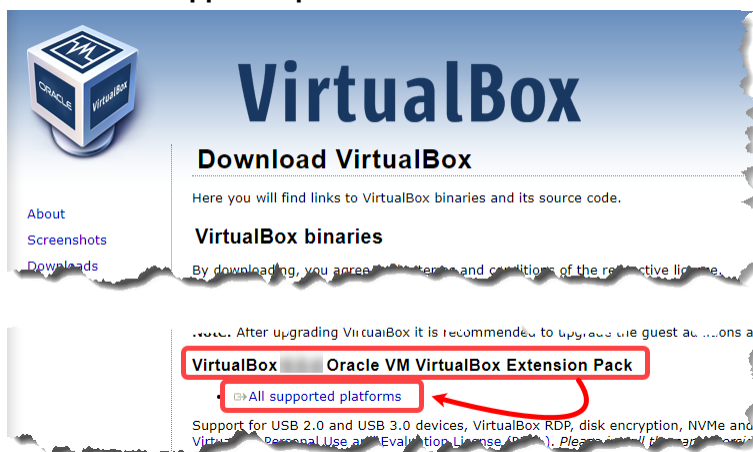 ORACLE
VirtualBox
VirtualBox
Download VirtualBox
Here you will find links to VirtualBox binaries and its source code.
About
Screenshots
VirtualBox binaries
Downloads
By downloading, you agree terms and conditions of the respective license.
Note: After upgrading VirtualBox it is recommended to upgrade the guest additions a
VirtualBox Oracle VM VirtualBox Extension Pack
All supported platforms
Support for USB 2.0 and USB 3.0 devices, VirtualBox RDP, disk encryption, NVMe and
Personal Use and Evaluation License